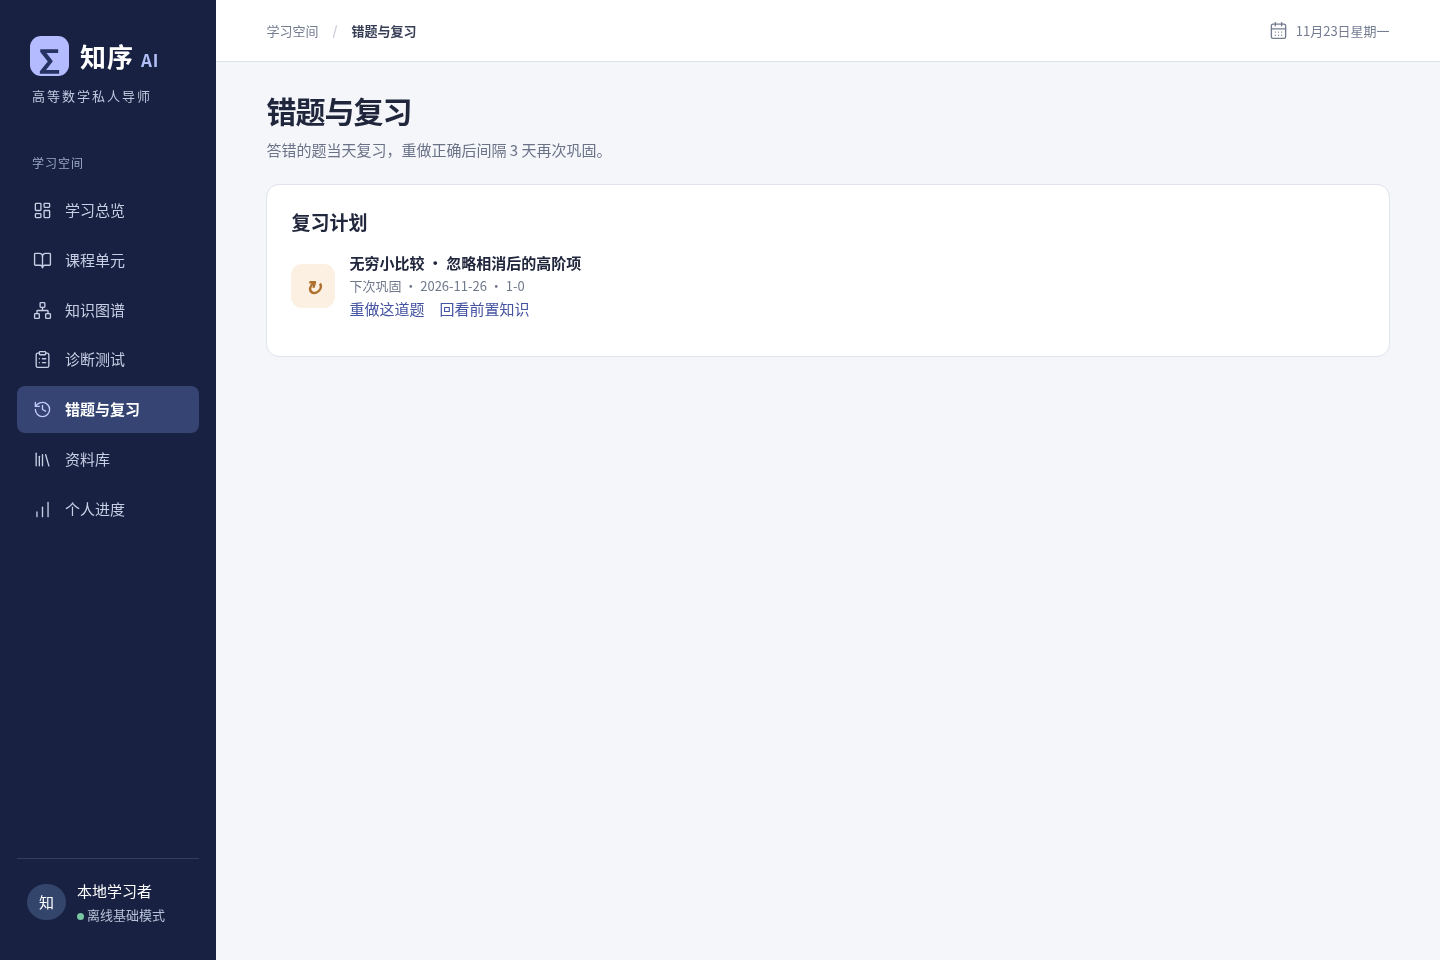 Σ 知序 AI
高等数学私人导师
学习空间
学习总览
课程单元
知识图谱
诊断测试
错题与复习
资料库
个人进度
知
本地学习者
离线基础模式
学习空间 / 错题与复习
11月23日星期一
错题与复习
答错的题当天复习，重做正确后间隔 3 天再次巩固。
复习计划
↻
无穷小比较 · 忽略相消后的高阶项
下次巩固 · 2026-11-26 · 1-0
重做这道题 回看前置知识